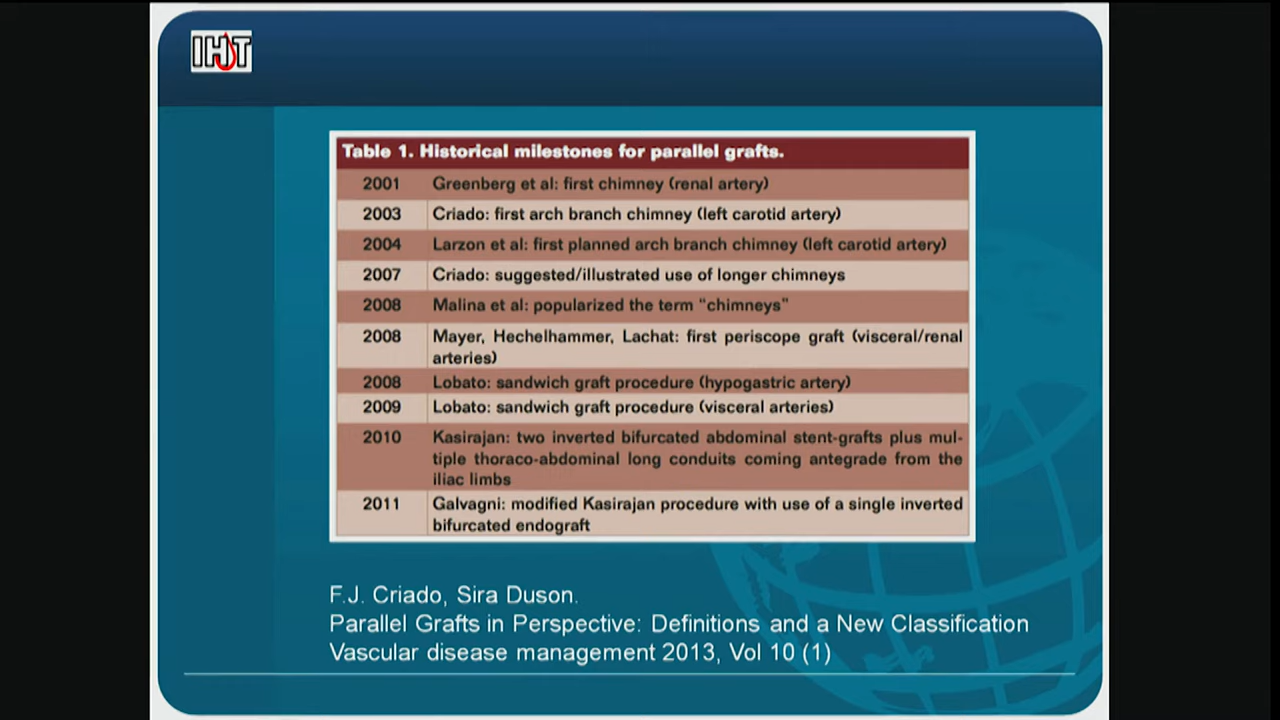 IHT
Table 1. Historical milestones for parallel grafts.
2001 Greenberg et al: first chimney (renal artery)
2003 Criado: first arch branch chimney (left carotid artery)
2004 Larzon et al: first planned arch branch chimney (left carotid artery)
2007 Criado: suggested/illustrated use of longer chimneys
2008 Malina et al: popularized the term “chimneys”
2008 Mayer, Hechelhammer, Lachat: first periscope graft (visceral/renal
arteries)
2008 Lobato: sandwich graft procedure (hypogastric artery)
2009 Lobato: sandwich graft procedure (visceral arteries)
2010 Kasirajan: two inverted bifurcated abdominal stent-grafts plus mul-
tiple thoraco-abdominal long conduits coming antegrade from the
iliac limbs
2011 Galvagni: modified Kasirajan procedure with use of a single inverted
bifurcated endograft
F.J. Criado, Sira Duson.
Parallel Grafts in Perspective: Definitions and a New Classification
Vascular disease management 2013, Vol 10 (1)